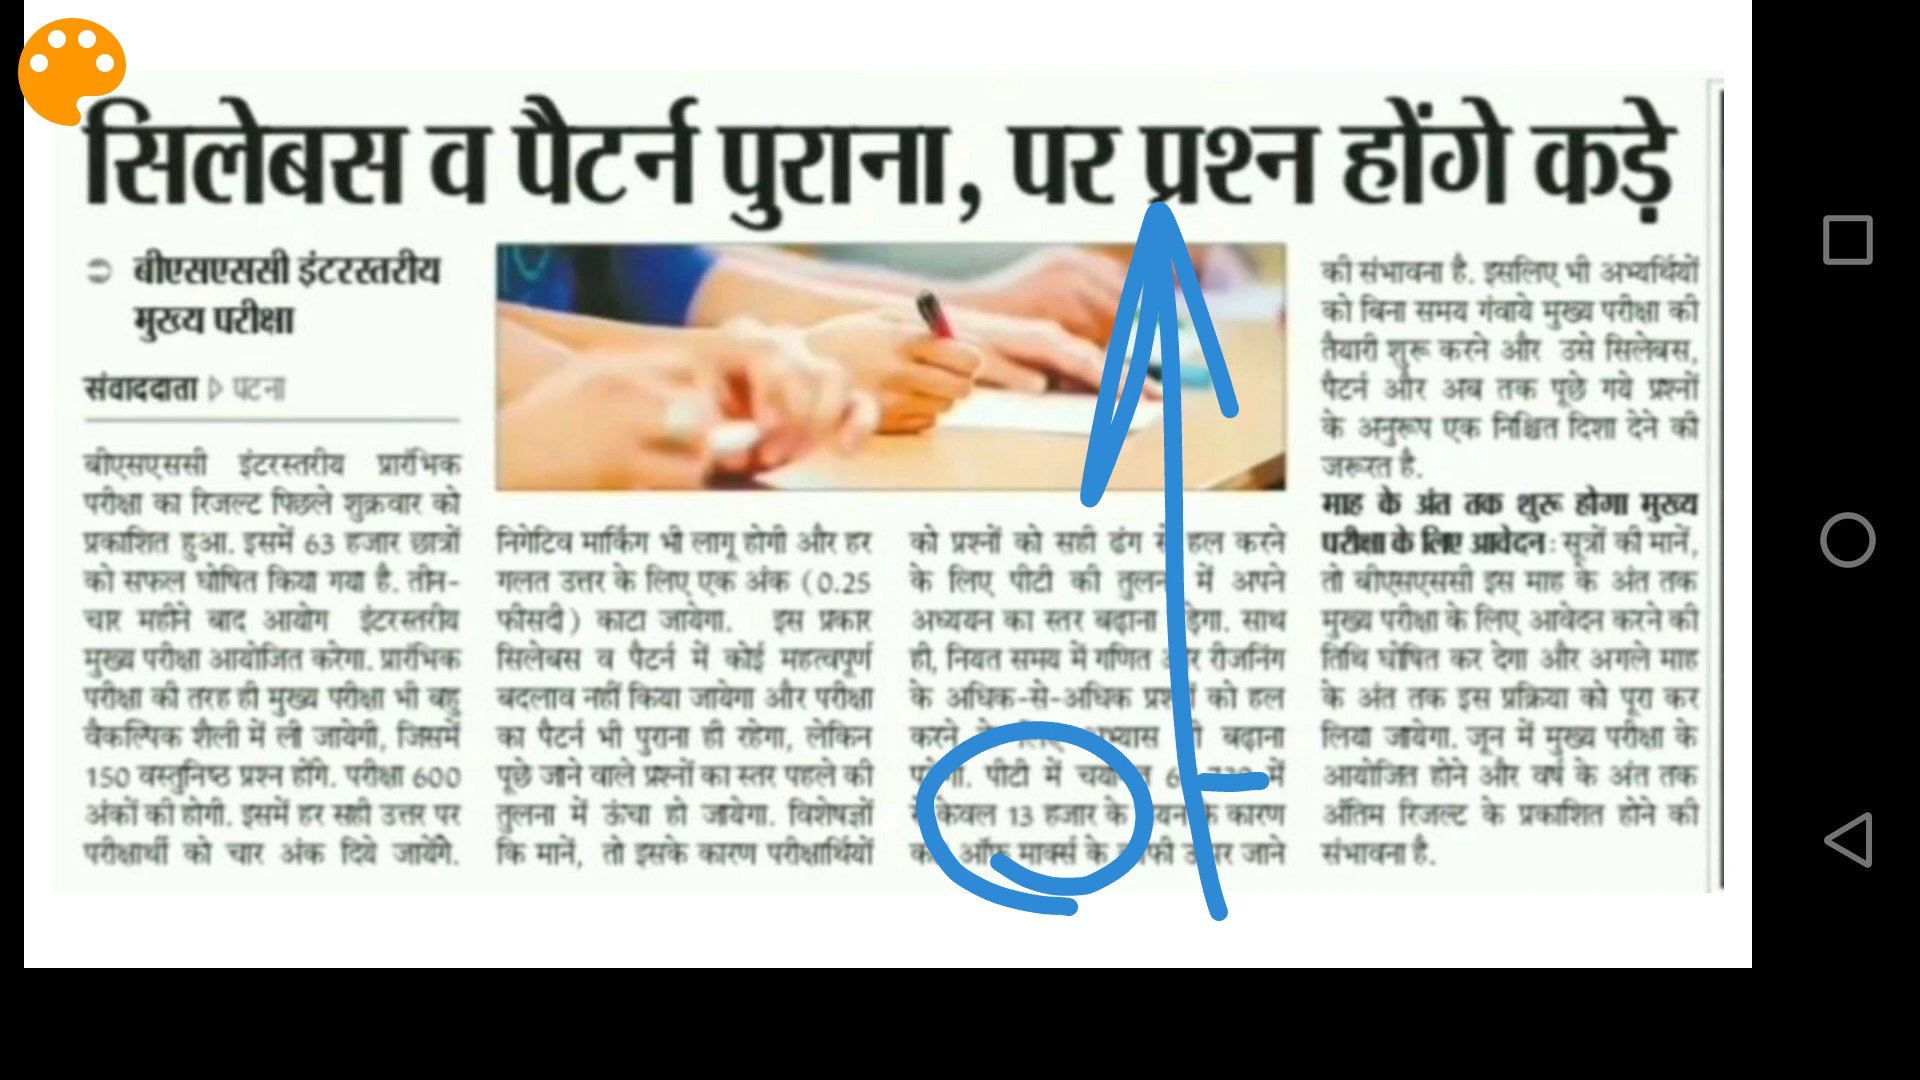 सिलेबस व पैटर्न पुराना, पर प्रश्न होंगे कड़े
बीएसएससी इंटरस्तरीय
मुख्य परीक्षा
संवाददाता ▷ पटना
बीएसएससी इंटरस्तरीय प्रारंभिक
परीक्षा का रिजल्ट पिछले शुक्रवार को
प्रकाशित हुआ. इसमें 63 हजार छात्रों
को सफल घोषित किया गया है. तीन-
चार महीने बाद आयोग इंटरस्तरीय
मुख्य परीक्षा आयोजित करेगा. प्रारंभिक
परीक्षा की तरह ही मुख्य परीक्षा भी बहु
वैकल्पिक शैली में ली जायेगी, जिसमें
150 वस्तुनिष्ठ प्रश्न होंगे. परीक्षा 600
अंकों की होगी. इसमें हर सही उत्तर पर
परीक्षार्थी को चार अंक दिये जायेंगे.
निगेटिव मार्किंग भी लागू होगी और हर
गलत उत्तर के लिए एक अंक (0.25
फीसदी) काटा जायेगा. इस प्रकार
सिलेबस व पैटर्न में कोई महत्वपूर्ण
बदलाव नहीं किया जायेगा और परीक्षा
का पैटर्न भी पुराना ही रहेगा, लेकिन
पूछे जाने वाले प्रश्नों का स्तर पहले की
तुलना में ऊंचा हो जायेगा. विशेषज्ञों
कि मानें, तो इसके कारण परीक्षार्थियों
को प्रश्नों को सही ढंग से हल करने
के लिए पीटी की तुलना में अपने
अध्ययन का स्तर बढ़ाना पड़ेगा. साथ
ही, नियत समय में गणित और रीजनिंग
के अधिक-से-अधिक प्रश्नों को हल
करने के लिए अभ्यास बढ़ाना
पीटी में में
केवल 13 हजार के कारण
ऑफ मार्क्स के जाने
की संभावना है. इसलिए भी अभ्यर्थियों
को बिना समय गंवाये मुख्य परीक्षा की
तैयारी शुरू करने और उसे सिलेबस,
पैटर्न और अब तक पूछे गये प्रश्नों
के अनुरूप एक निश्चित दिशा देने की
जरूरत है.
माह के अंत तक शुरू होगा मुख्य
परीक्षा के लिए आवेदन : सूत्रों की मानें,
तो बीएसएससी इस माह के अंत तक
मुख्य परीक्षा के लिए आवेदन करने की
तिथि घोषित कर देगा और अगले माह
के अंत तक इस प्रक्रिया को पूरा कर
लिया जायेगा. जून में मुख्य परीक्षा के
आयोजित होने और वर्ष के अंत तक
अंतिम रिजल्ट के प्रकाशित होने की
संभावना है.